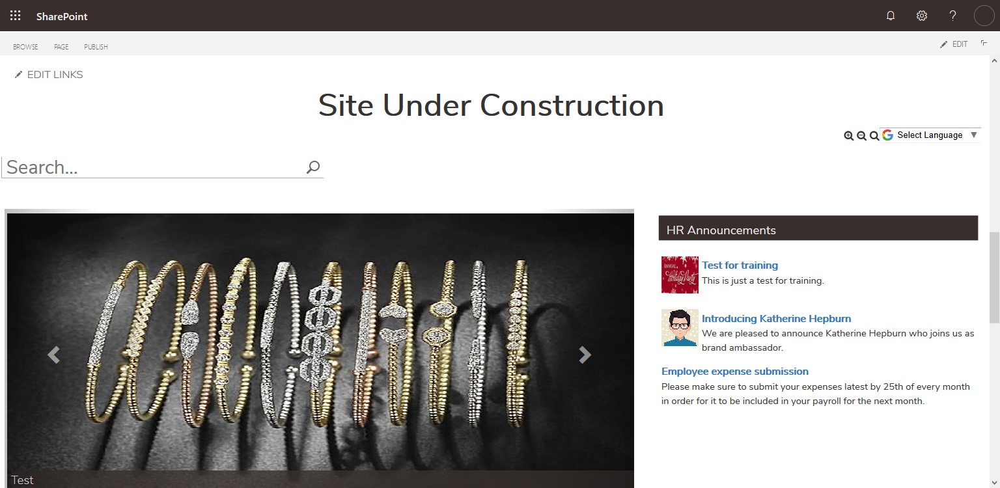 SharePoint
?
BROWSE PAGE PUBLISH
EDIT
EDIT LINKS
Site Under Construction
Select Language ▼
Search...
HR Announcements
ANNUAL
Holiday Party
Test for training
This is just a test for training.
Introducing Katherine Hepburn
We are pleased to announce Katherine Hepburn who joins us as
brand ambassador.
Employee expense submission
Please make sure to submit your expenses latest by 25th of every month
in order for it to be included in your payroll for the next month.
Test